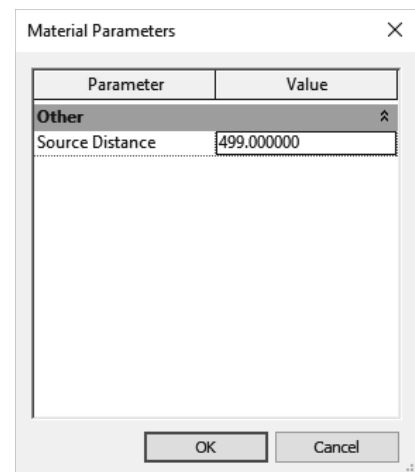 Material Parameters
Parameter Value
Other
Source Distance 499.000000
OK Cancel